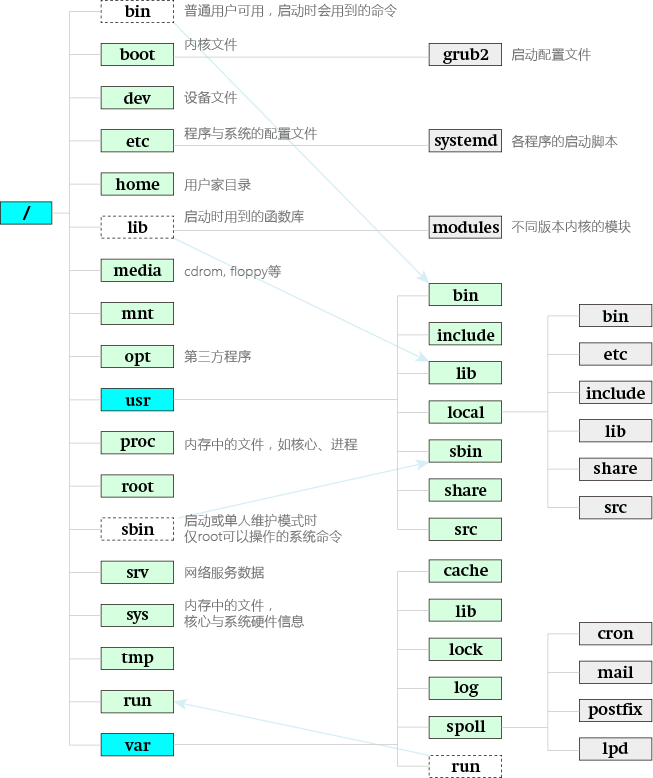 /
bin 普通用户可用，启动时会用到的命令
boot 内核文件
grub2 启动配置文件
dev 设备文件
etc 程序与系统的配置文件
systemd 各程序的启动脚本
home 用户家目录
lib 启动时用到的函数库
modules 不同版本内核的模块
media cdrom, floppy等
mnt
opt 第三方程序
usr
proc 内存中的文件，如核心、进程
root
sbin 启动或单人维护模式时
仅root可以操作的系统命令
srv 网络服务数据
sys 内存中的文件，
核心与系统硬件信息
tmp
run
var
bin
include
lib
local
sbin
share
src
bin
etc
include
lib
share
src
cache
lib
lock
log
spoll
run
cron
mail
postfix
lpd